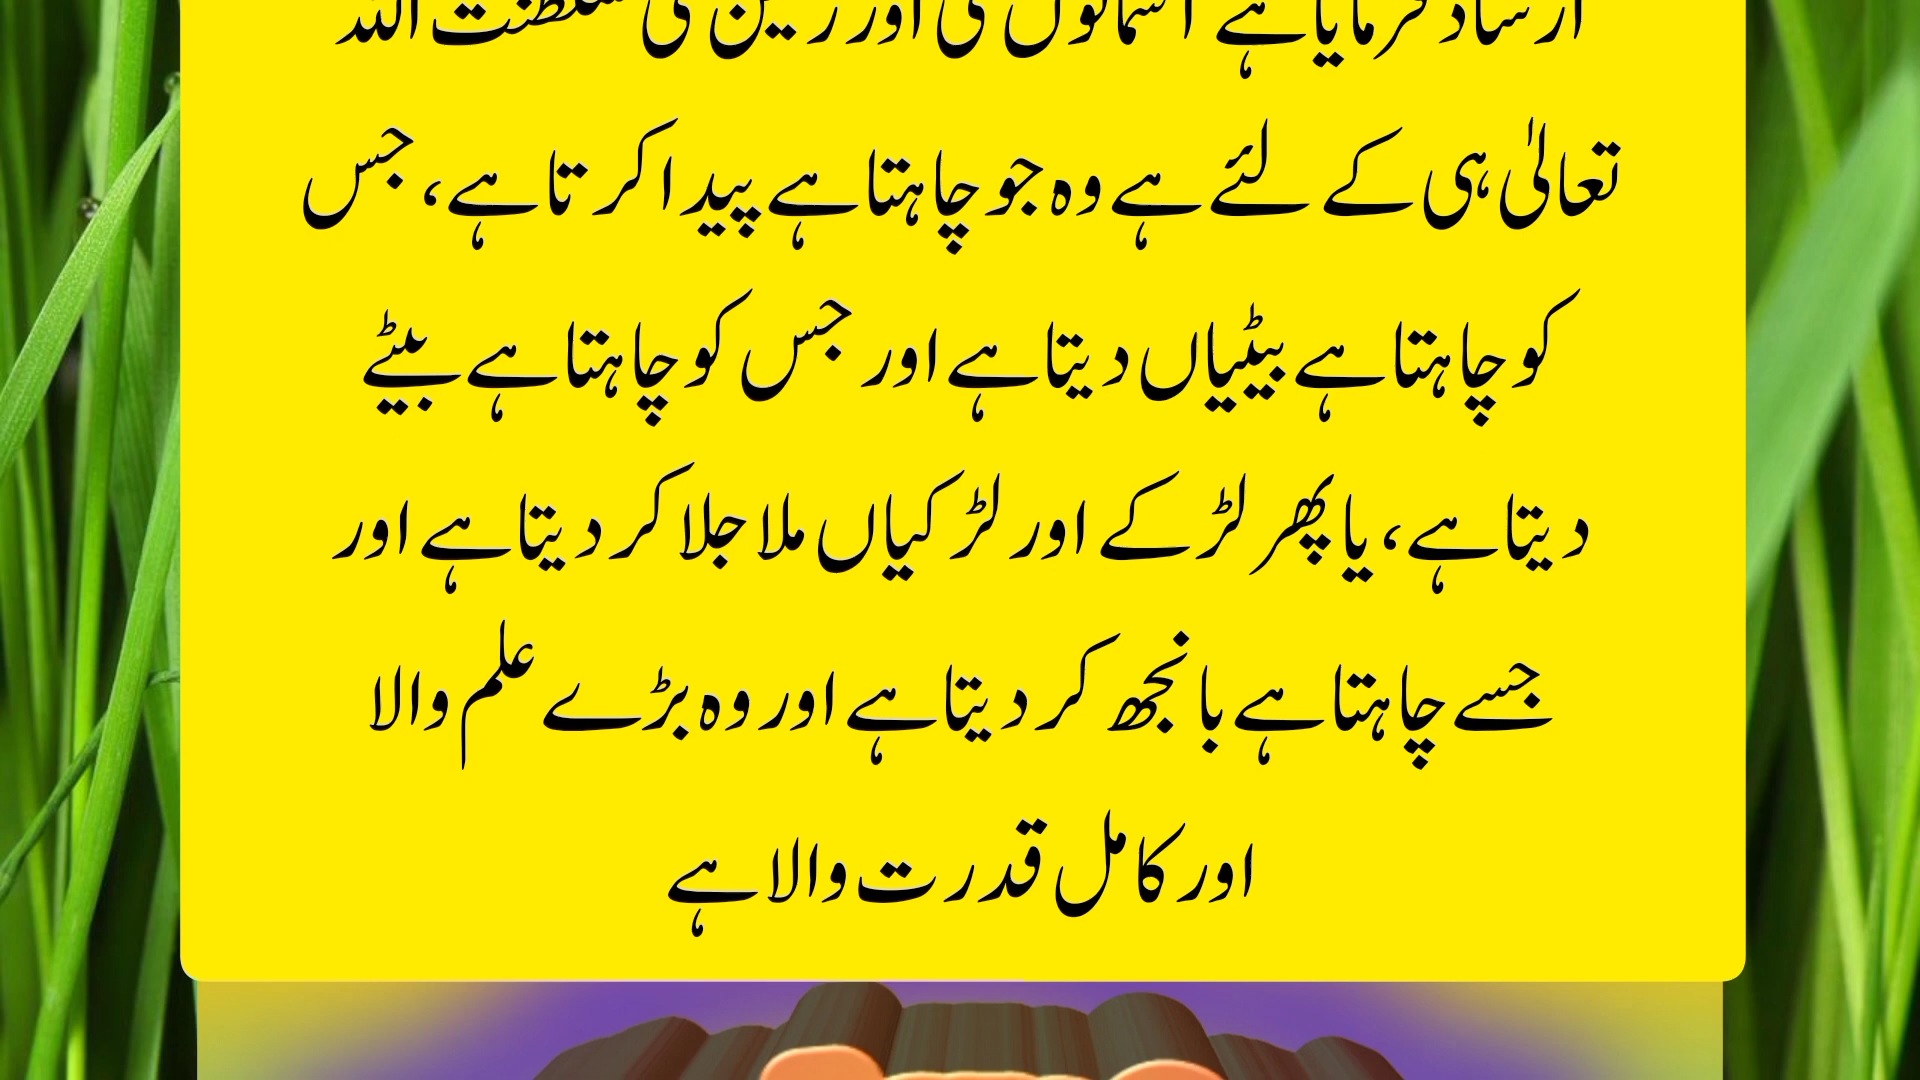 ارشاد فرمایا ہے آسمانوں کی اور زمین کی سلطنت اللہ
تعالیٰ ہی کے لئے ہے وہ جو چاہتا ہے پیدا کرتا ہے، جس
کو چاہتا ہے بیٹیاں دیتا ہے اور جس کو چاہتا ہے بیٹے
دیتا ہے، یا پھر لڑکے اور لڑکیاں ملا جلا کر دیتا ہے اور
جسے چاہتا ہے بانجھ کر دیتا ہے اور وہ بڑے علم والا
اور کامل قدرت والا ہے